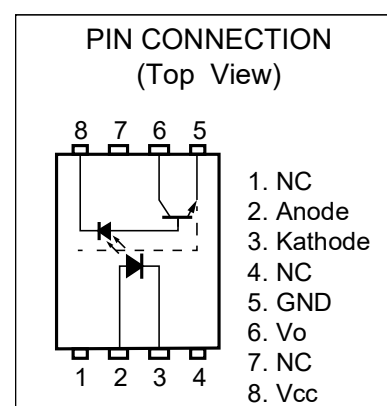 PIN CONNECTION
(Top View)
8 7 6 5
1. NC
2. Anode
3. Kathode
4. NC
5. GND
6. Vo
7. NC
8. Vcc
1 2 3 4